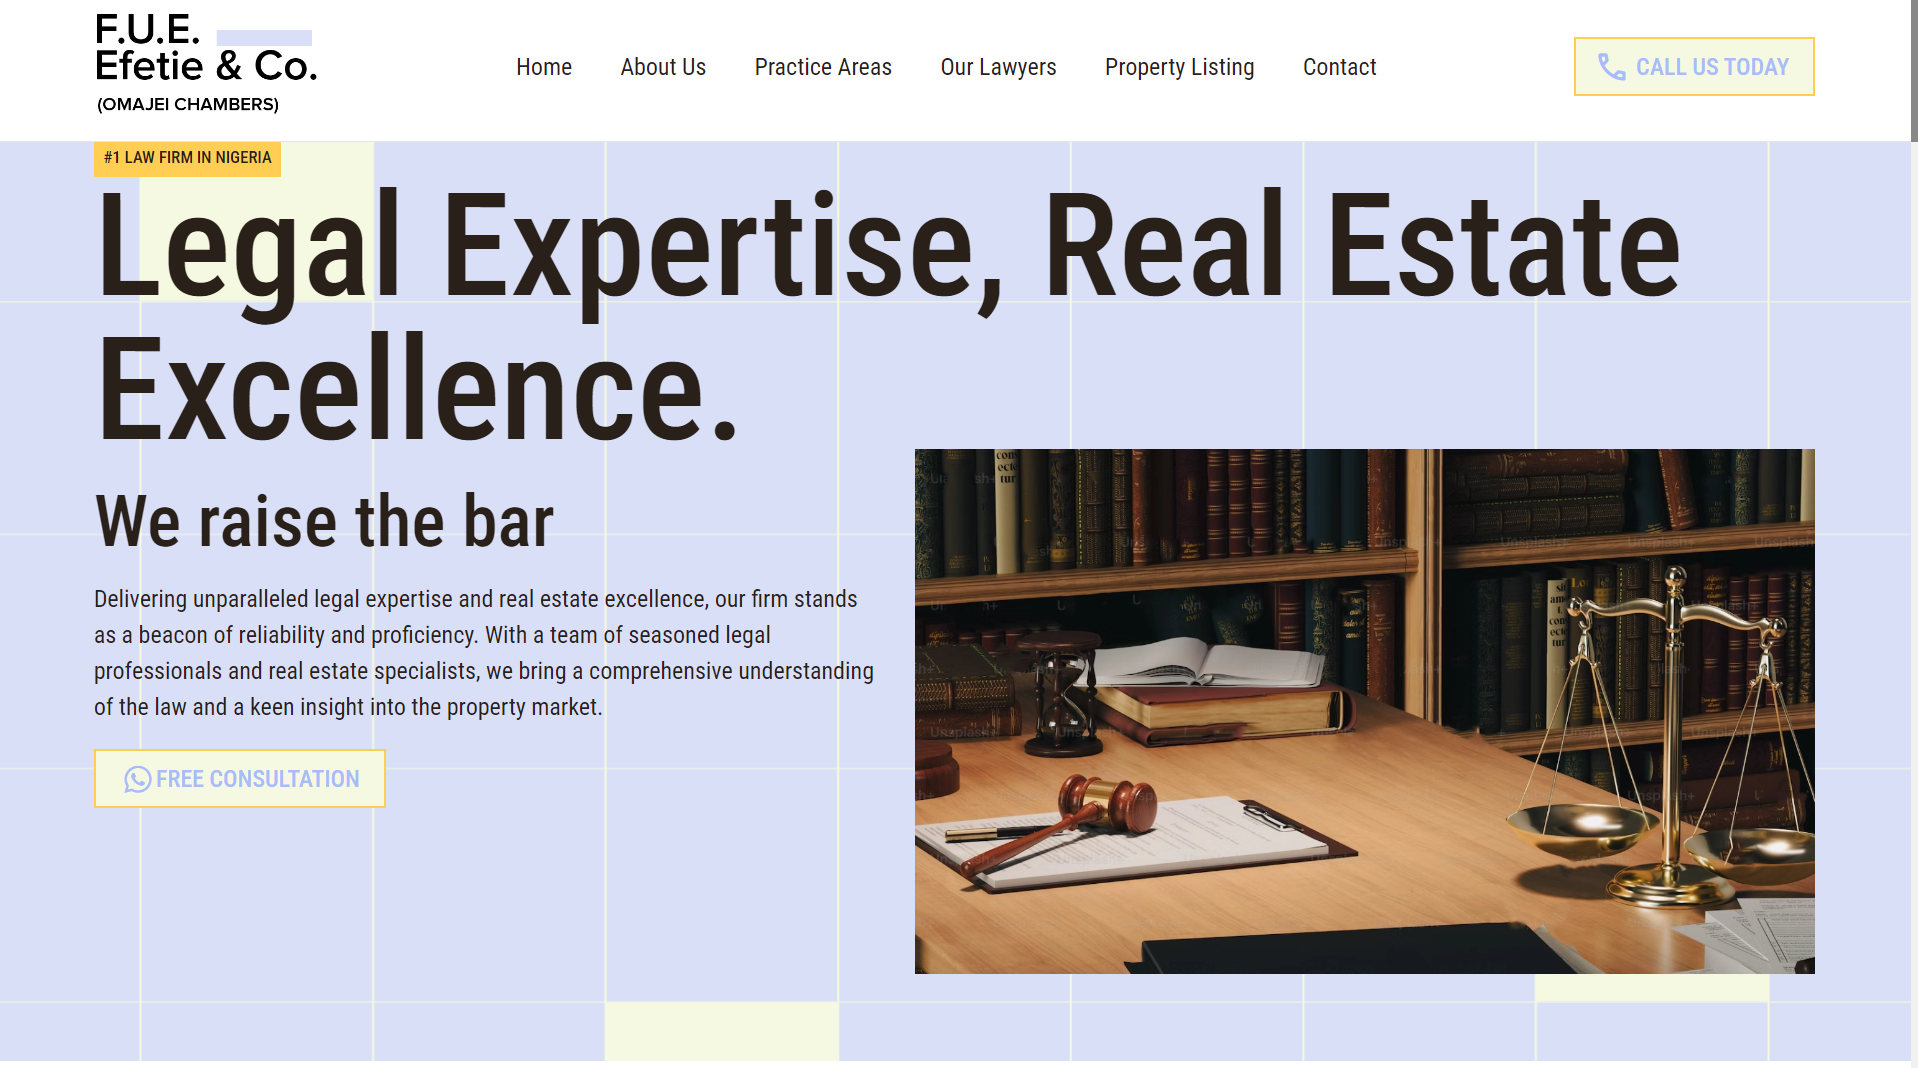 F.U.E.
Efetie & Co.
(OMAJEI CHAMBERS)
Home
About Us
Practice Areas
Our Lawyers
Property Listing
Contact
CALL US TODAY
#1 LAW FIRM IN NIGERIA
Legal Expertise, Real Estate
Excellence.
We raise the bar
Delivering unparalleled legal expertise and real estate excellence, our firm stands
as a beacon of reliability and proficiency. With a team of seasoned legal
professionals and real estate specialists, we bring a comprehensive understanding
of the law and a keen insight into the property market.
FREE CONSULTATION
Unsplash+